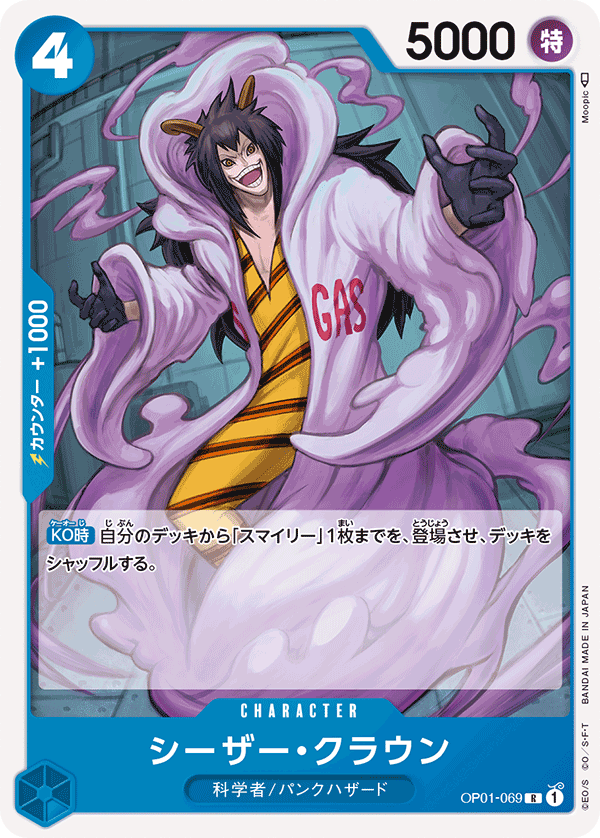 4
5000
特
Moopic
カウンター +1000
GAS
KO時 自分のデッキから「スマイリー」1枚までを、登場させ、デッキを
シャッフルする。
CHARACTER
シーザー・クラウン
科学者/パンクハザード
OP01-069 R 1
©EO/S ©O/S・F・T BANDAI MADE IN JAPAN